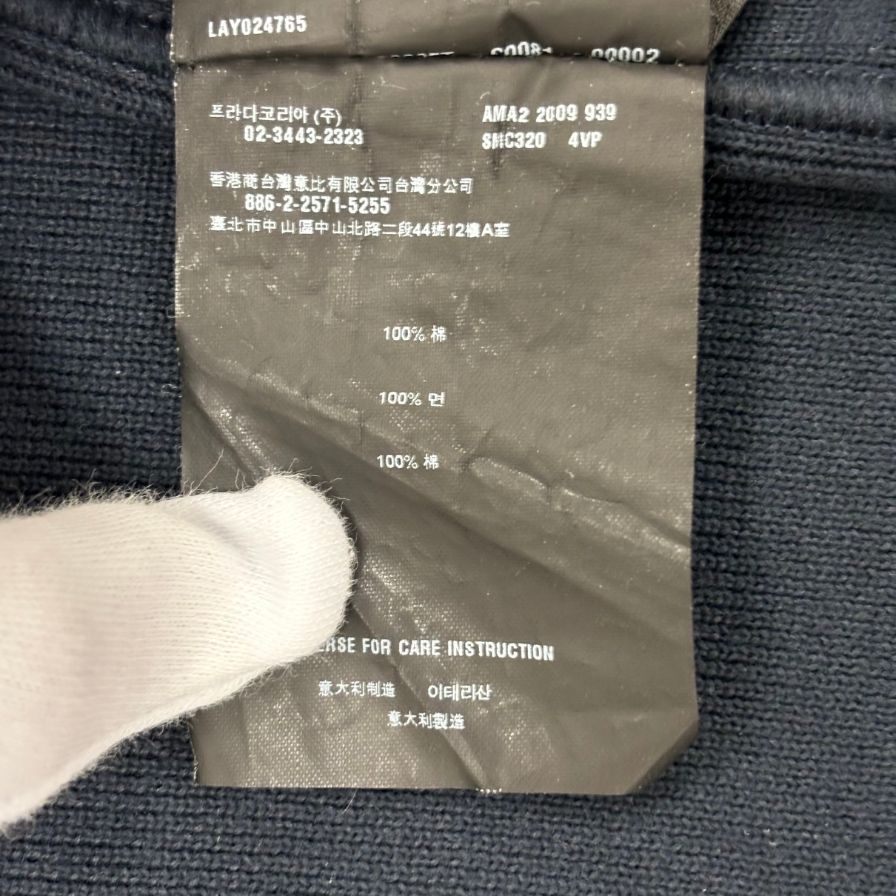 LAY024765
00002
프라다코리아 (주)
02-3443-2323
AMA2 2009 939
SMC320 4VP
香港商台灣意比有限公司台灣分公司
886-2-2571-5255
臺北市中山區中山北路二段44號12樓A室
100% 棉
100% 면
100% 棉
FOR CARE INSTRUCTION
意大利制造 이태리산
意大利製造